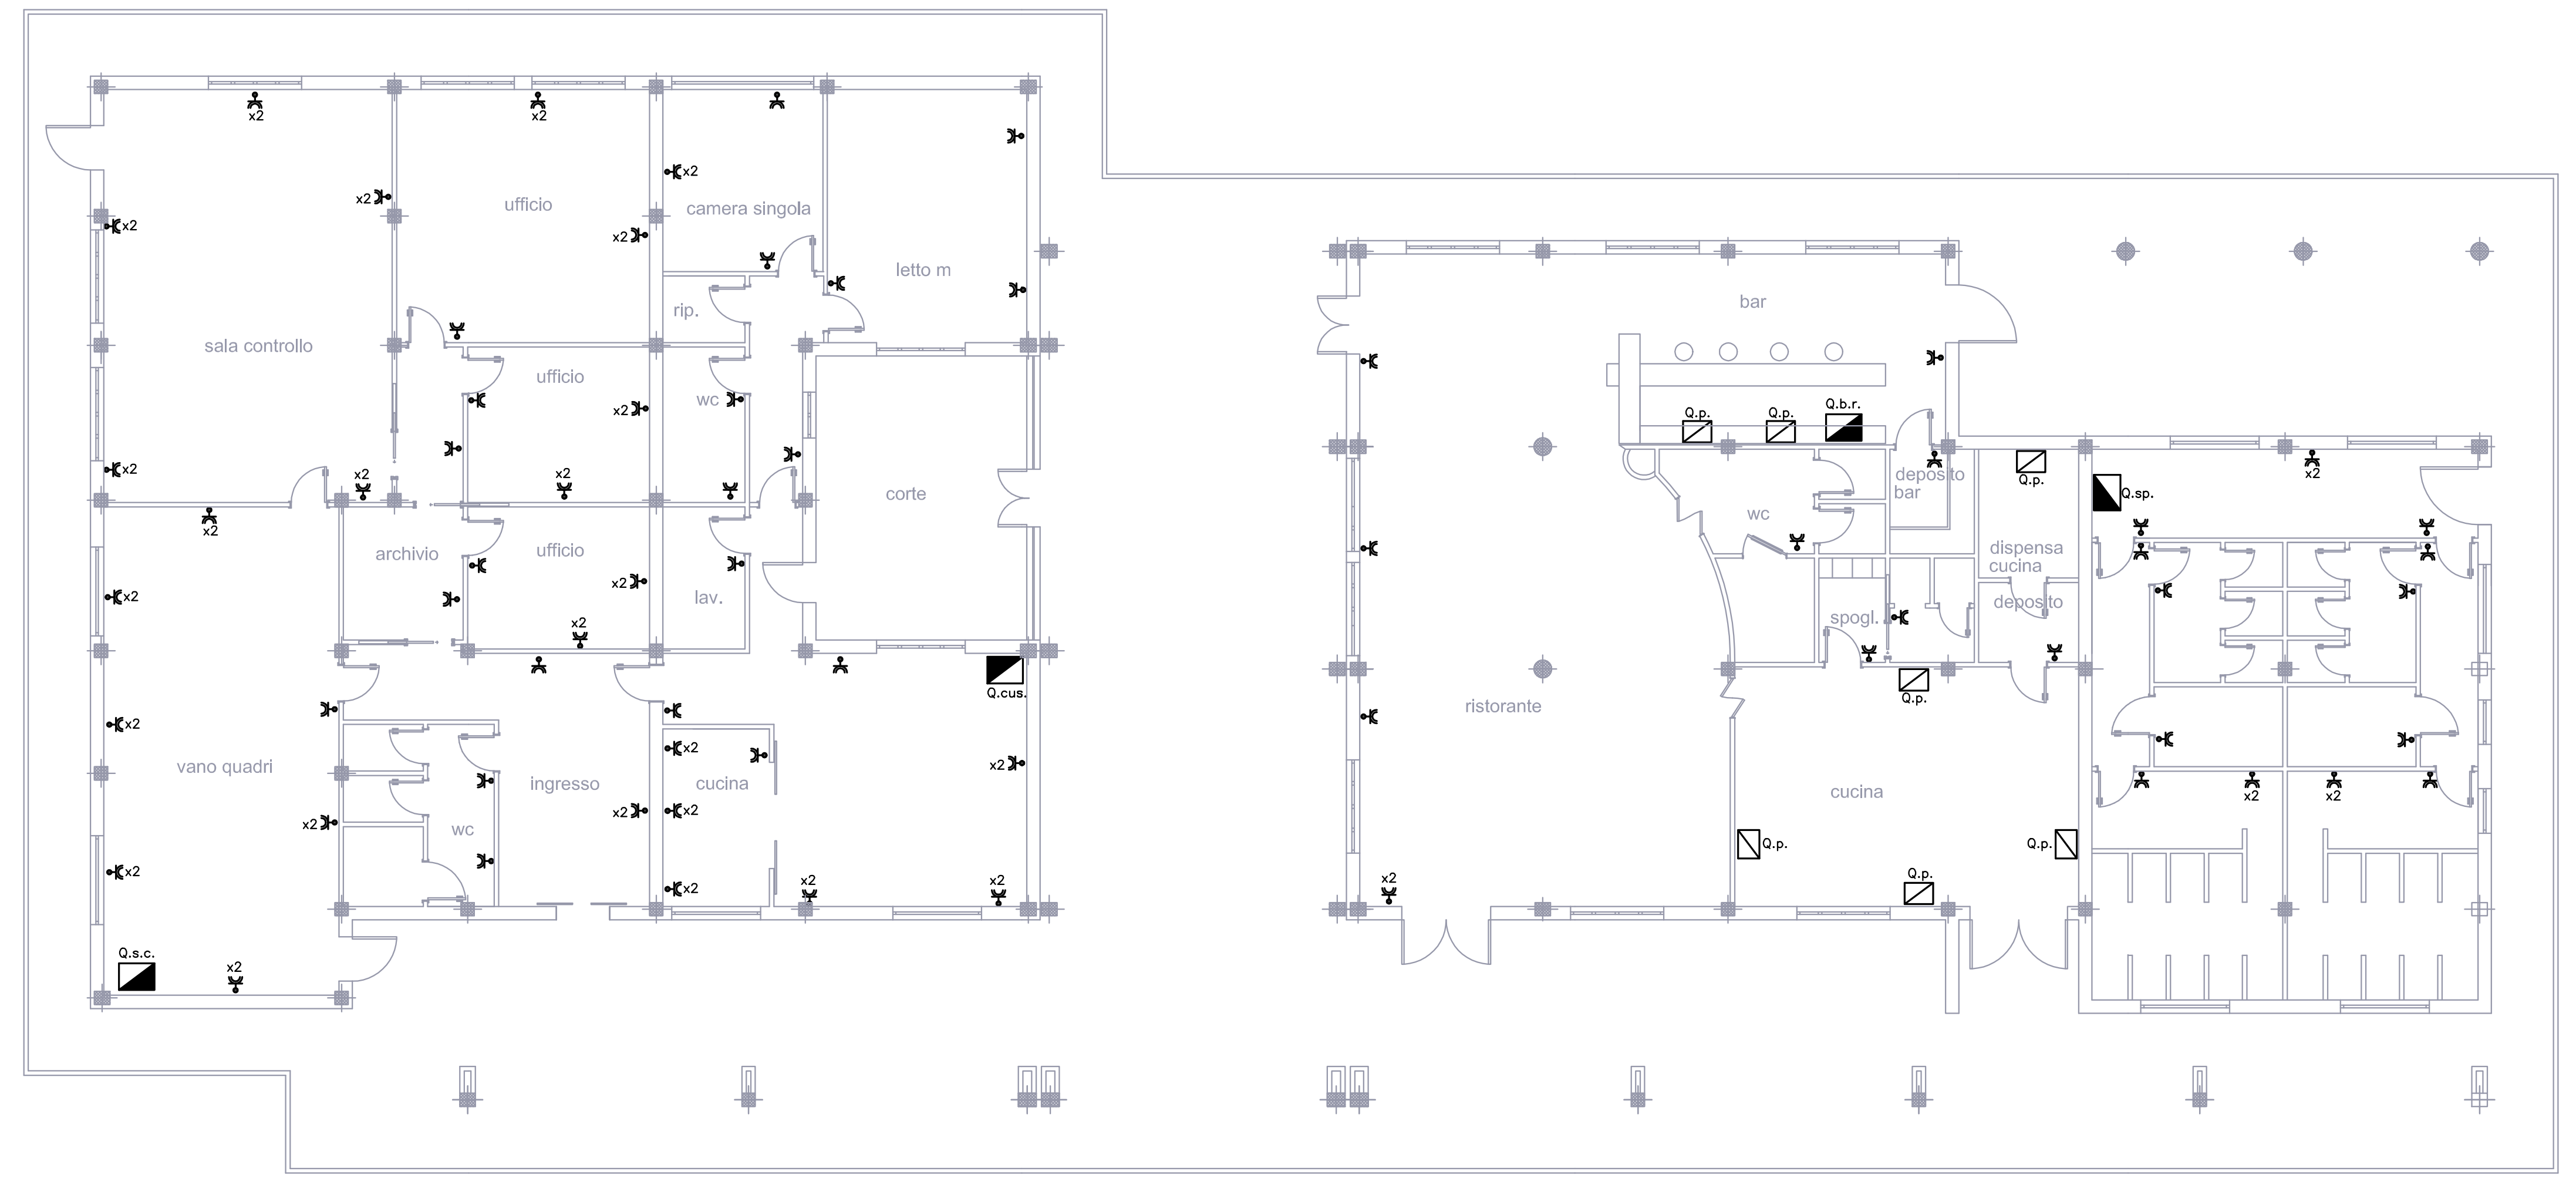 x2
x2
x2
x2
x2
ufficio
camera singola
x2
x2
letto m
rip.
bar
sala controllo
ufficio
wc
x2
Q.p.
Q.p.
Q.b.r.
x2
x2
x2
x2
corte
deposito
bar
Q.p.
Q.sp.
x2
wc
archivio
ufficio
dispensa
cucina
x2
x2
lav.
deposito
spogl.
x2
Q.cus.
Q.p.
ristorante
x2
x2
vano quadri
ingresso
cucina
x2
cucina
x2
x2
x2
x2
x2
wc
Q.p.
Q.p.
x2
x2
x2
x2
x2
Q.p.
Q.s.c.
x2